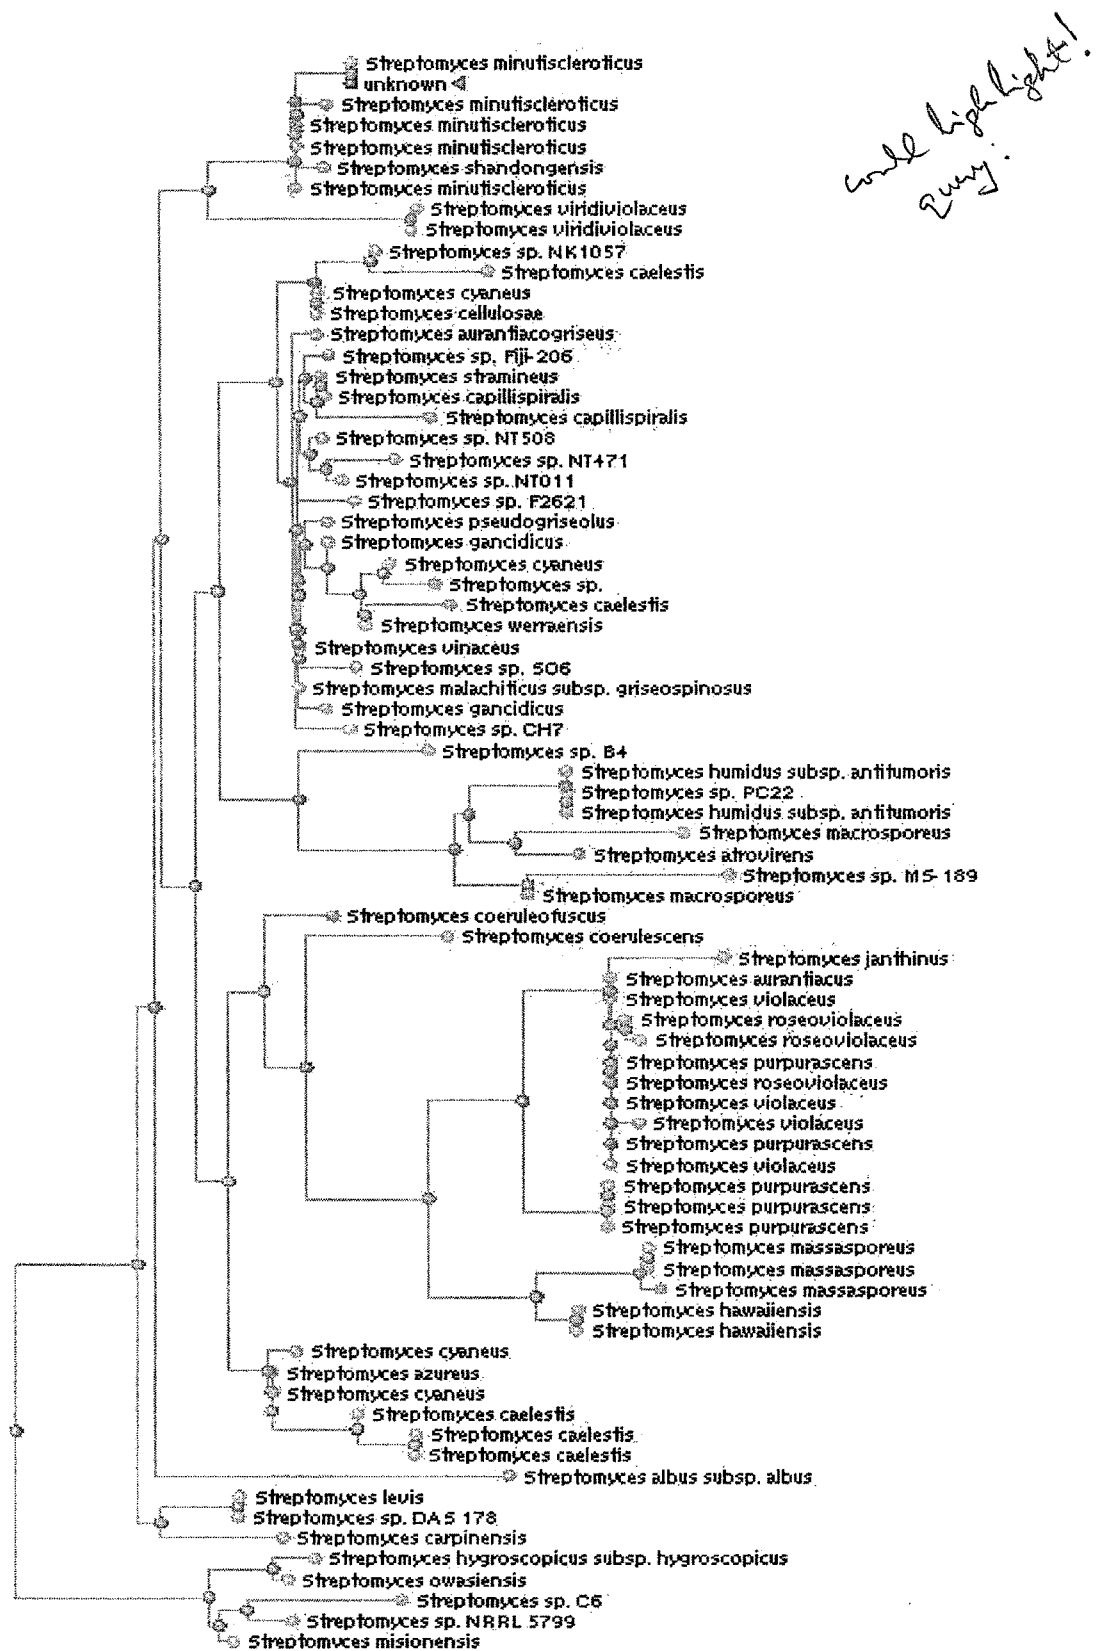 could highlight!
query.
Streptomyces minutiscleroticus
unknown
Streptomyces minutiscleroticus
Streptomyces minutiscleroticus
Streptomyces minutiscleroticus
Streptomyces shandongensis
Streptomyces minutiscleroticus
Streptomyces viridiviolaceus
Streptomyces viridiviolaceus
Streptomyces sp. NK1057
Streptomyces caelestis
Streptomyces cyaneus
Streptomyces cellulosae
Streptomyces aurantiacogriseus
Streptomyces sp. Fiji-206
Streptomyces stramineus
Streptomyces capillispiralis
Streptomyces capillispiralis
Streptomyces sp. NT508
Streptomyces sp. NT471
Streptomyces sp. NT011
Streptomyces sp. F2621
Streptomyces pseudogriseolus
Streptomyces gancidicus
Streptomyces cyaneus
Streptomyces sp.
Streptomyces caelestis
Streptomyces werraensis
Streptomyces vinaceus
Streptomyces sp. SO6
Streptomyces malachiticus subsp. griseospinosus
Streptomyces gancidicus
Streptomyces sp. CH7
Streptomyces sp. B4
Streptomyces humidus subsp. antitumoris
Streptomyces sp. PC22
Streptomyces humidus subsp. antitumoris
Streptomyces macrosporeus
Streptomyces atrovirens
Streptomyces sp. MS-189
Streptomyces macrosporeus
Streptomyces coeruleofuscus
Streptomyces coerulescens
Streptomyces janthinus
Streptomyces aurantiacus
Streptomyces violaceus
Streptomyces roseoviolaceus
Streptomyces roseoviolaceus
Streptomyces purpurascens
Streptomyces roseoviolaceus
Streptomyces violaceus
Streptomyces violaceus
Streptomyces purpurascens
Streptomyces violaceus
Streptomyces purpurascens
Streptomyces purpurascens
Streptomyces purpurascens
Streptomyces massasporeus
Streptomyces massasporeus
Streptomyces massasporeus
Streptomyces hawaiiensis
Streptomyces hawaiiensis
Streptomyces cyaneus
Streptomyces azureus
Streptomyces cyaneus
Streptomyces caelestis
Streptomyces caelestis
Streptomyces caelestis
Streptomyces albus subsp. albus
Streptomyces levis
Streptomyces sp. DAS 178
Streptomyces carpinensis
Streptomyces hygroscopicus subsp. hygroscopicus
Streptomyces owasiensis
Streptomyces sp. C6
Streptomyces sp. NRRL 5799
Streptomyces misionensis